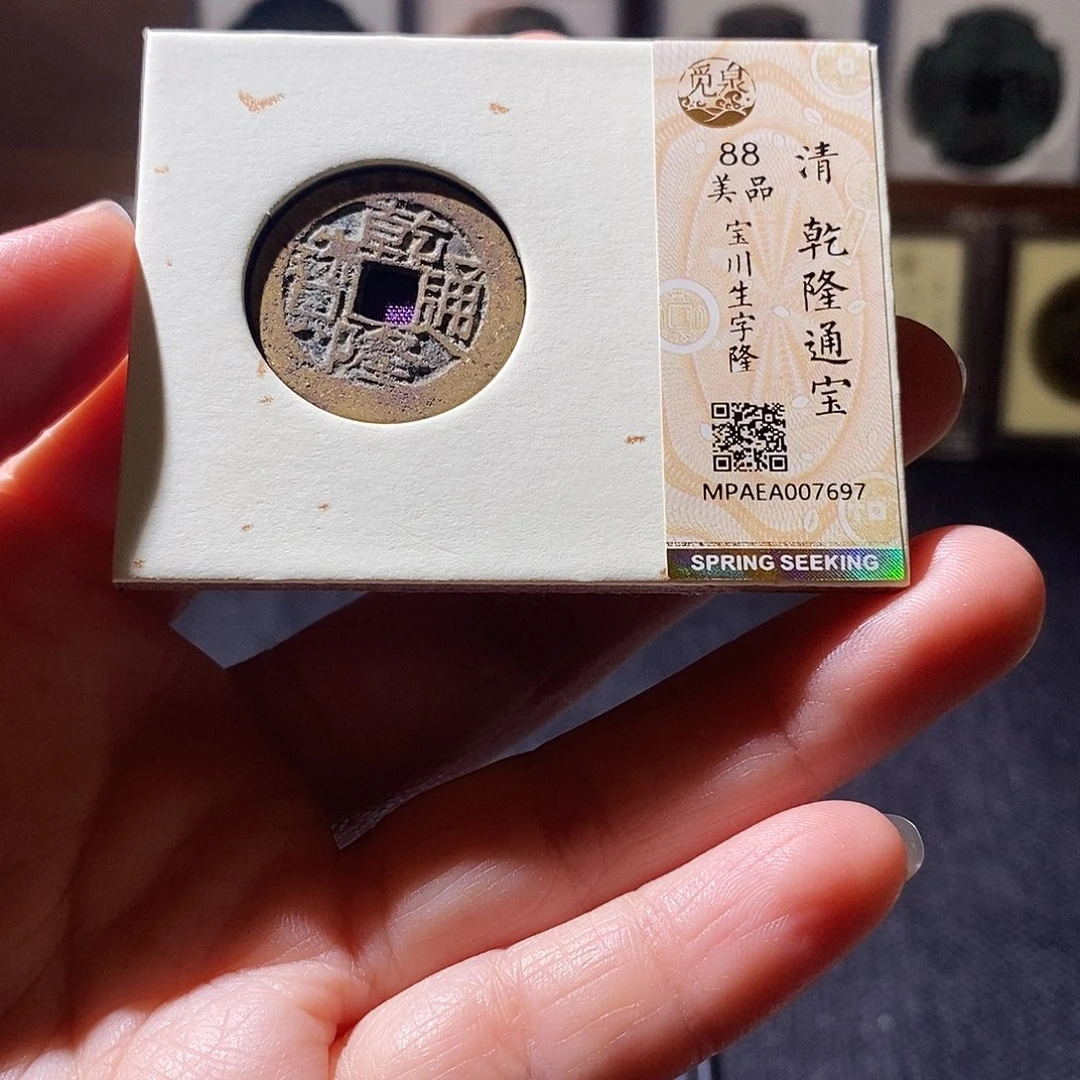 乾隆通寳
觅泉
88
美品
清 乾隆通宝
宝川生字隆
MPAEA007697
SPRING SEEKING